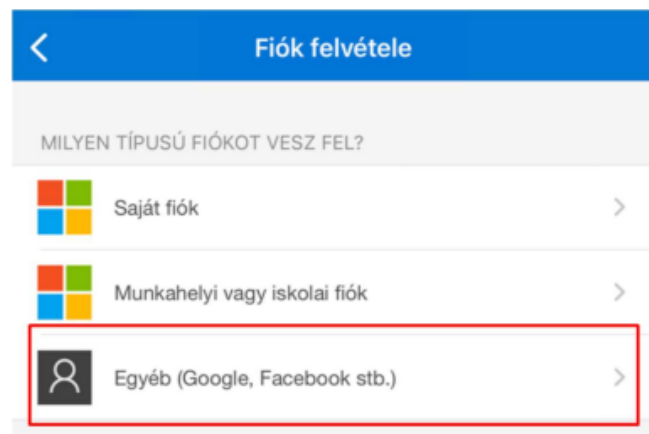 Fiók felvétele
MILYEN TÍPUSÚ FIÓKOT VESZ FEL?
Saját fiók
Munkahelyi vagy iskolai fiók
Egyéb (Google, Facebook stb.)